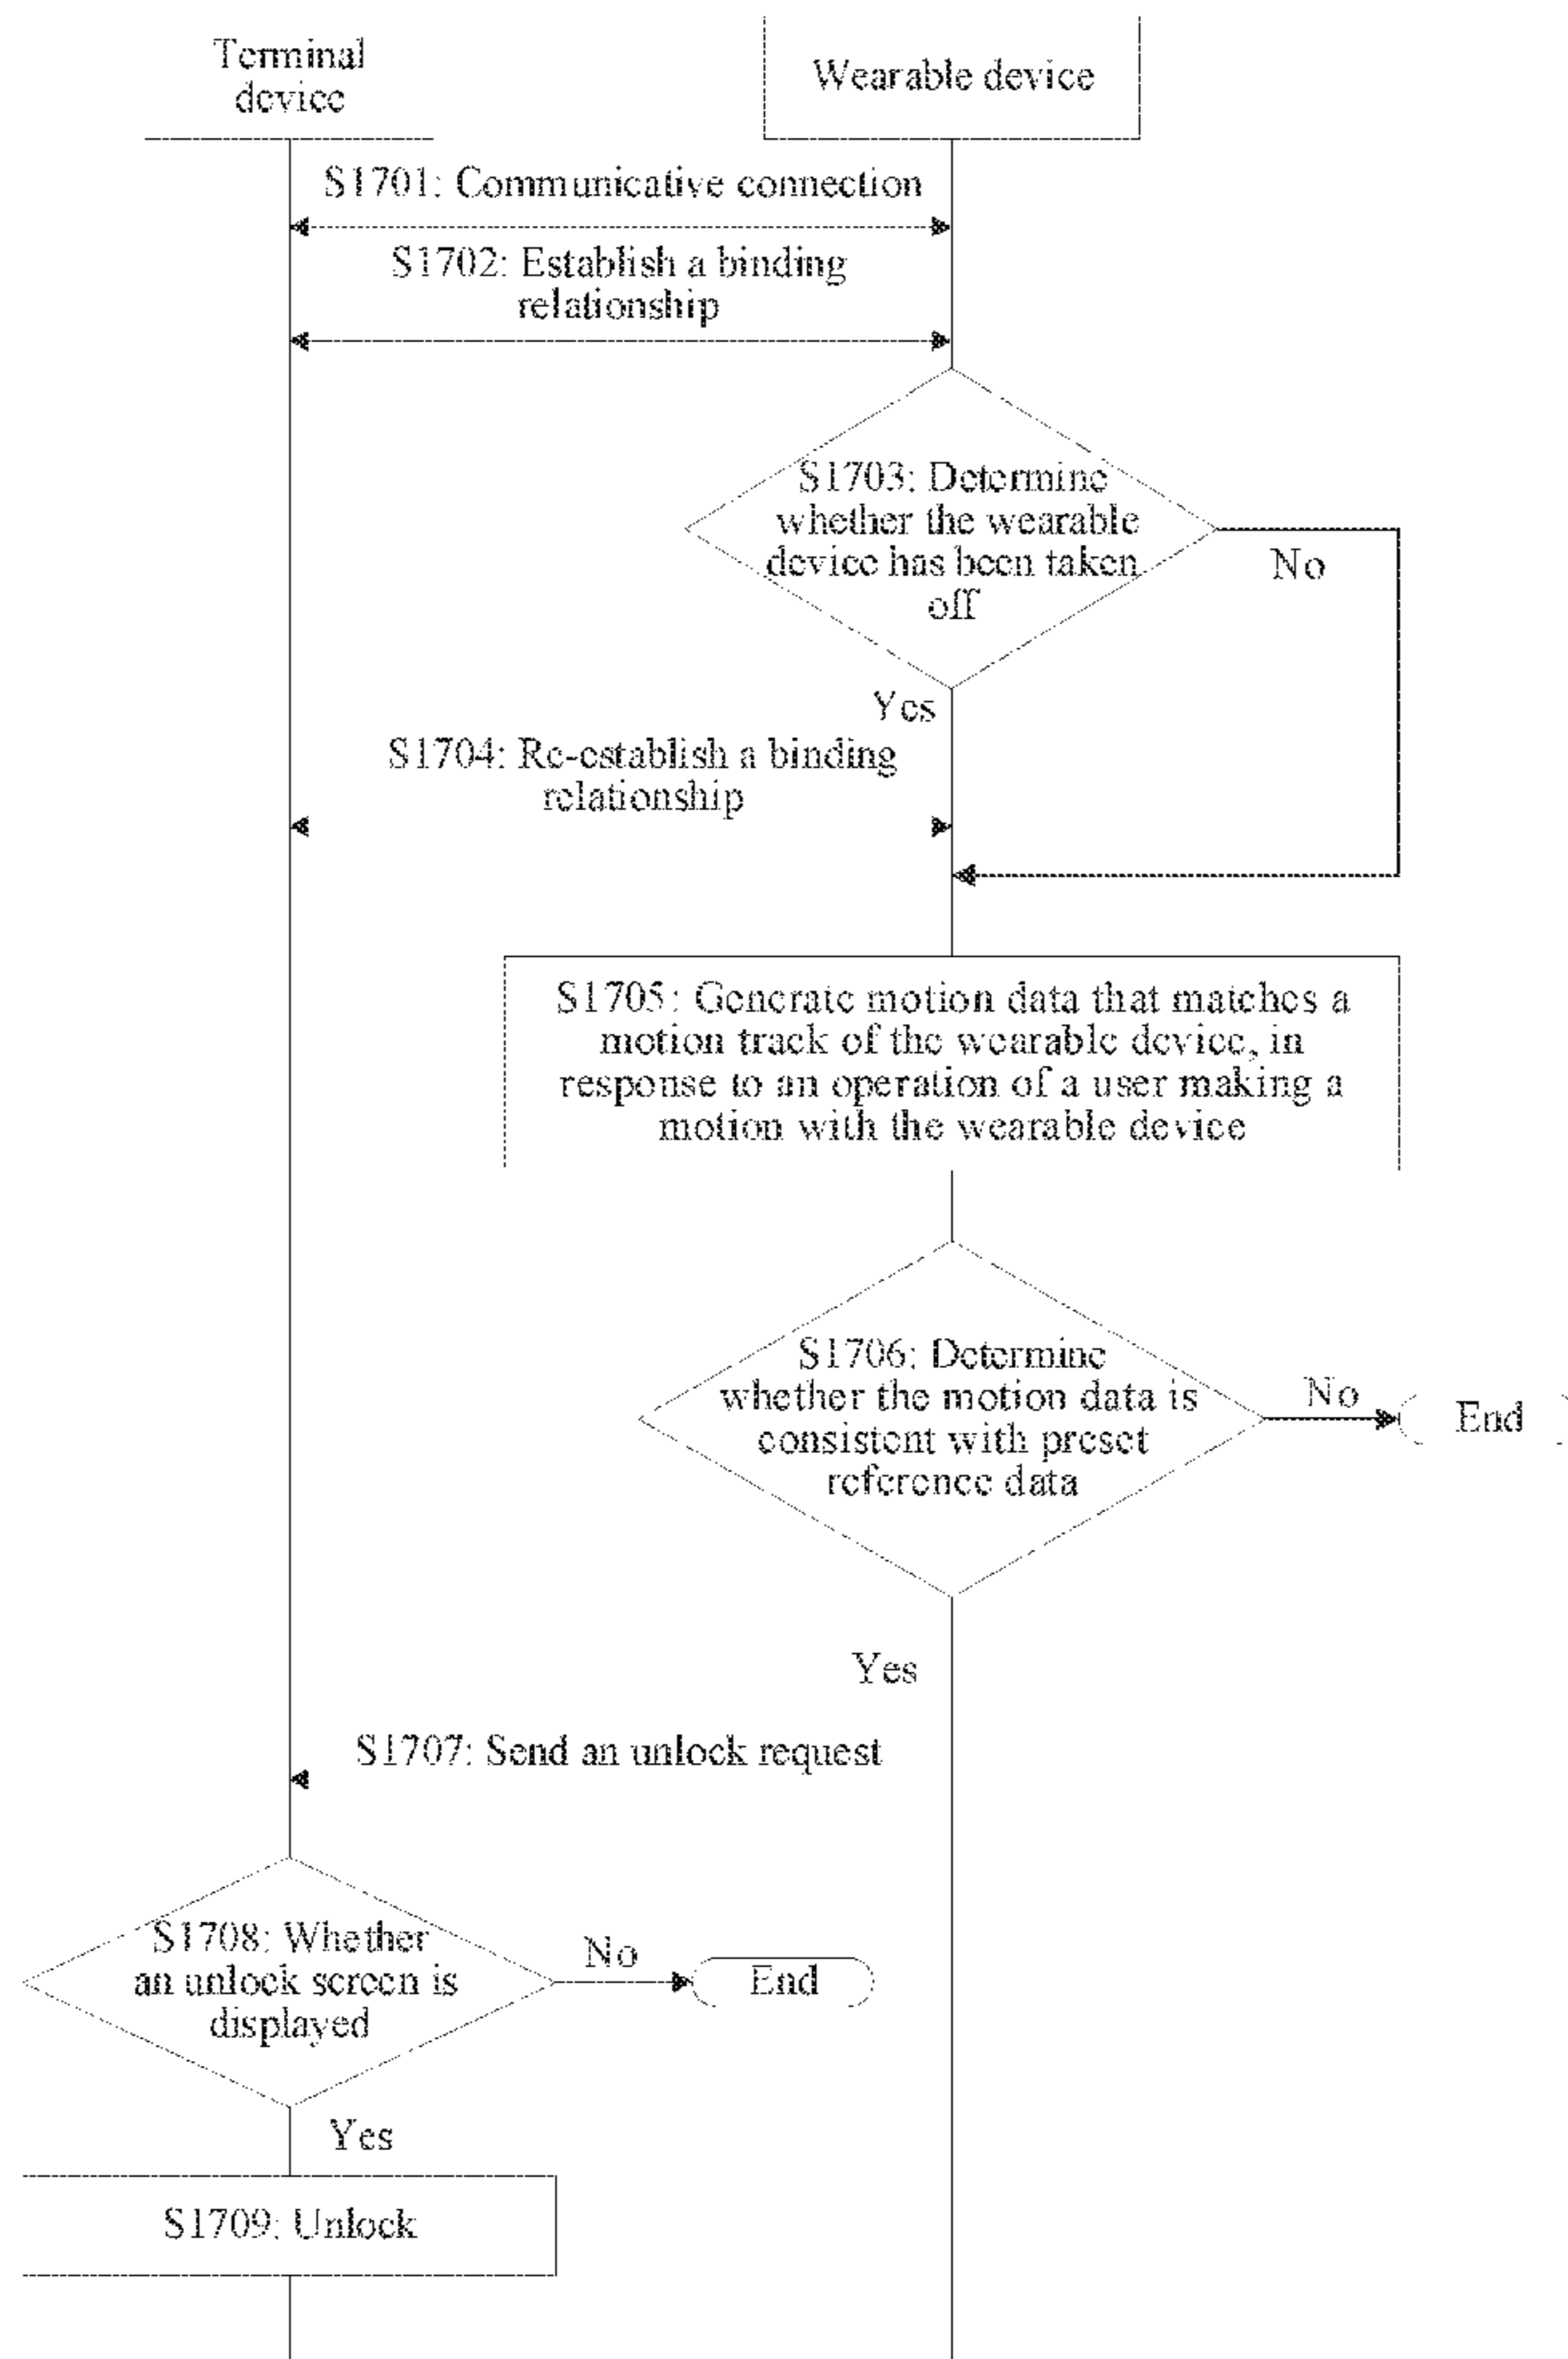 Terminal
device
Wearable device
S1701: Communicative connection
S1702: Establish a binding
relationship
S1703: Determine
whether the wearable
device has been taken
off
No
Yes
S1704: Re-establish a binding
relationship
S1705: Generate motion data that matches a
motion track of the wearable device, in
response to an operation of a user making a
motion with the wearable device
S1706: Determine
whether the motion data is
consistent with preset
reference data
No
End
Yes
S1707: Send an unlock request
S1708: Whether
an unlock screen is
displayed
No
End
Yes
S1709: Unlock